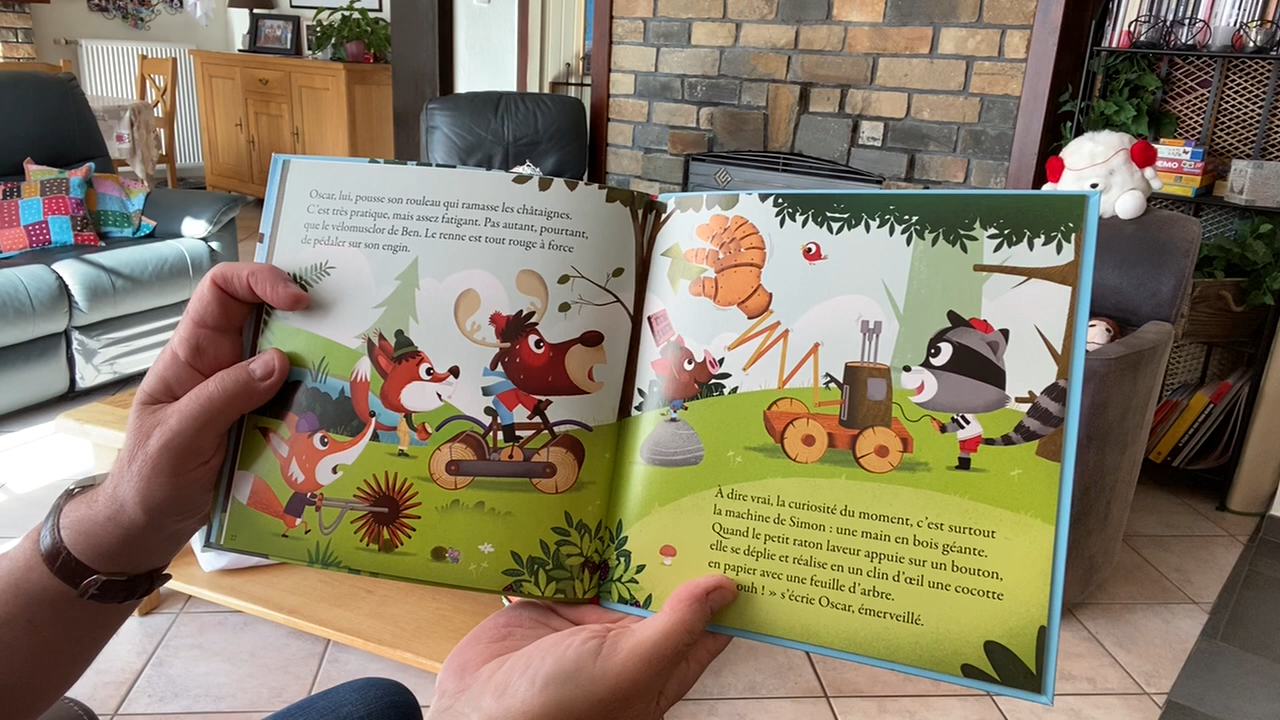 Oscar, lui, pousse son rouleau qui ramasse les châtaignes.
C'est très pratique, mais assez fatigant. Pas autant, pourtant,
que le vélomusclor de Ben. Le renne est tout rouge à force
de pédaler sur son engin.
À dire vrai, la curiosité du moment, c'est surtout
la machine de Simon : une main en bois géante.
Quand le petit raton laveur appuie sur un bouton,
elle se déplie et réalise en un clin d'œil une cocotte
en papier avec une feuille d'arbre.
ouh ! » s'écrie Oscar, émerveillé.